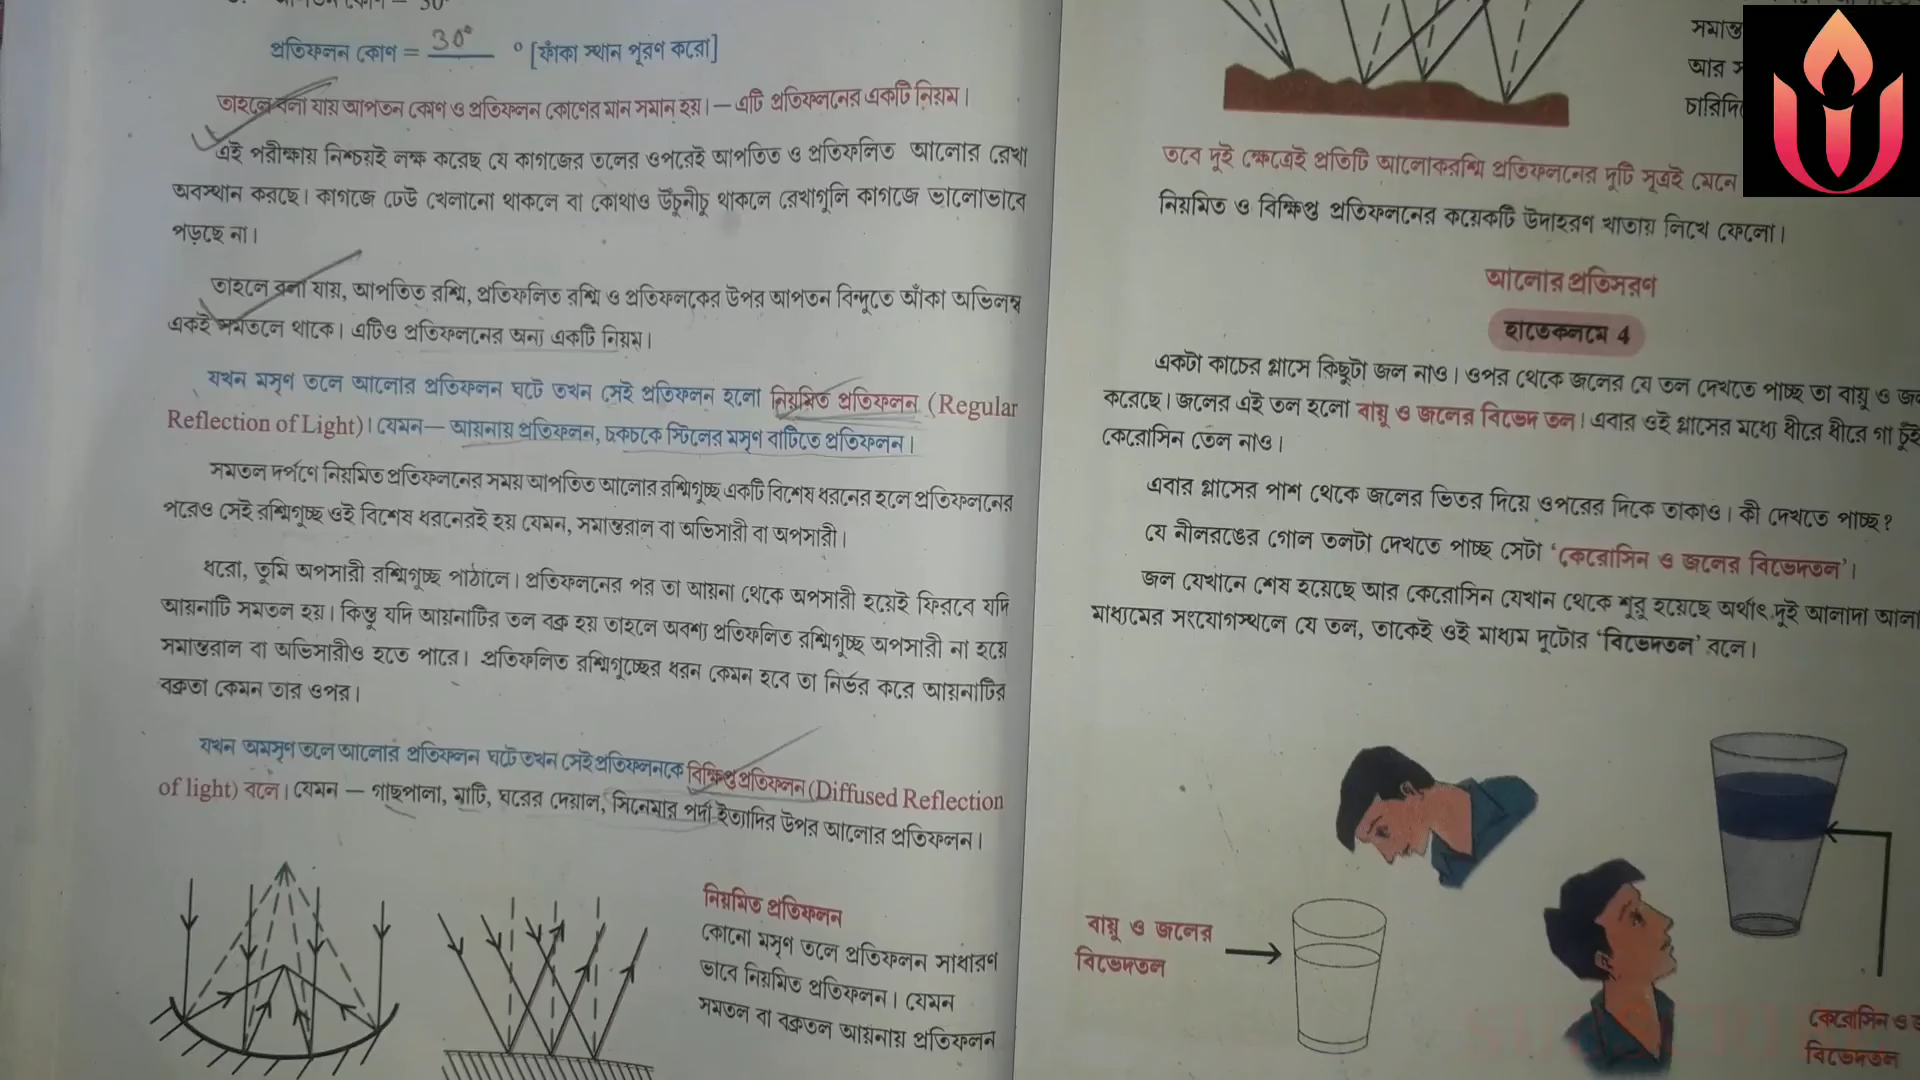 আপতন কোণ = 30°
প্রতিফলন কোণ = 30° ° [ফাঁকা স্থান পূরণ করো]
তাহলে বলা যায় আপতন কোণ ও প্রতিফলন কোণের মান সমান হয়। — এটি প্রতিফলনের একটি নিয়ম।
এই পরীক্ষায় নিশ্চয়ই লক্ষ করেছ যে কাগজের তলের ওপরেই আপতিত ও প্রতিফলিত আলোর রেখা
অবস্থান করছে। কাগজে ঢেউ খেলানো থাকলে বা কোথাও উঁচুনীচু থাকলে রেখাগুলি কাগজে ভালোভাবে
পড়ছে না।
তাহলে বলা যায়, আপতিত রশ্মি, প্রতিফলিত রশ্মি ও প্রতিফলকের উপর আপতন বিন্দুতে আঁকা অভিলম্ব
একই সমতলে থাকে। এটিও প্রতিফলনের অন্য একটি নিয়ম।
যখন মসৃণ তলে আলোর প্রতিফলন ঘটে তখন সেই প্রতিফলন হলো নিয়মিত প্রতিফলন (Regular
Reflection of Light)। যেমন— আয়নায় প্রতিফলন, চকচকে স্টিলের মসৃণ বাটিতে প্রতিফলন।
সমতল দর্পণে নিয়মিত প্রতিফলনের সময় আপতিত আলোর রশ্মিগুচ্ছ একটি বিশেষ ধরনের হলে প্রতিফলনের
পরেও সেই রশ্মিগুচ্ছ ওই বিশেষ ধরনেরই হয় যেমন, সমান্তরাল বা অভিসারী বা অপসারী।
ধরো, তুমি অপসারী রশ্মিগুচ্ছ পাঠালে। প্রতিফলনের পর তা আয়না থেকে অপসারী হয়েই ফিরবে যদি
আয়নাটি সমতল হয়। কিন্তু যদি আয়নাটির তল বক্র হয় তাহলে অবশ্য প্রতিফলিত রশ্মিগুচ্ছ অপসারী না হয়ে
সমান্তরাল বা অভিসারীও হতে পারে। প্রতিফলিত রশ্মিগুচ্ছের ধরন কেমন হবে তা নির্ভর করে আয়নাটির
বক্রতা কেমন তার ওপর।
যখন অমসৃণ তলে আলোর প্রতিফলন ঘটে তখন সেই প্রতিফলনকে বিক্ষিপ্ত প্রতিফলন (Diffused Reflection
of light) বলে। যেমন — গাছপালা, মাটি, ঘরের দেয়াল, সিনেমার পর্দা ইত্যাদির উপর আলোর প্রতিফলন।
নিয়মিত প্রতিফলন
কোনো মসৃণ তলে প্রতিফলন সাধারণ
ভাবে নিয়মিত প্রতিফলন। যেমন
সমতল বা বক্রতল আয়নায় প্রতিফলন
সমান্ত
আর স
চারিদি
তবে দুই ক্ষেত্রেই প্রতিটি আলোকরশ্মি প্রতিফলনের দুটি সূত্রই মেনে
নিয়মিত ও বিক্ষিপ্ত প্রতিফলনের কয়েকটি উদাহরণ খাতায় লিখে ফেলো।
আলোর প্রতিসরণ
হাতেকলমে 4
একটা কাচের গ্লাসে কিছুটা জল নাও। ওপর থেকে জলের যে তল দেখতে পাচ্ছ তা বায়ু ও জল
করেছে। জলের এই তল হলো বায়ু ও জলের বিভেদ তল। এবার ওই গ্লাসের মধ্যে ধীরে ধীরে গা চুঁই
কেরোসিন তেল নাও।
এবার গ্লাসের পাশ থেকে জলের ভিতর দিয়ে ওপরের দিকে তাকাও। কী দেখতে পাচ্ছ?
যে নীলরঙের গোল তলটা দেখতে পাচ্ছ সেটা ‘কেরোসিন ও জলের বিভেদতল’।
জল যেখানে শেষ হয়েছে আর কেরোসিন যেখান থেকে শুরু হয়েছে অর্থাৎ দুই আলাদা আলা
মাধ্যমের সংযোগস্থলে যে তল, তাকেই ওই মাধ্যম দুটোর ‘বিভেদতল’ বলে।
বায়ু ও জলের
বিভেদতল
কেরোসিন ও জ
বিভেদতল